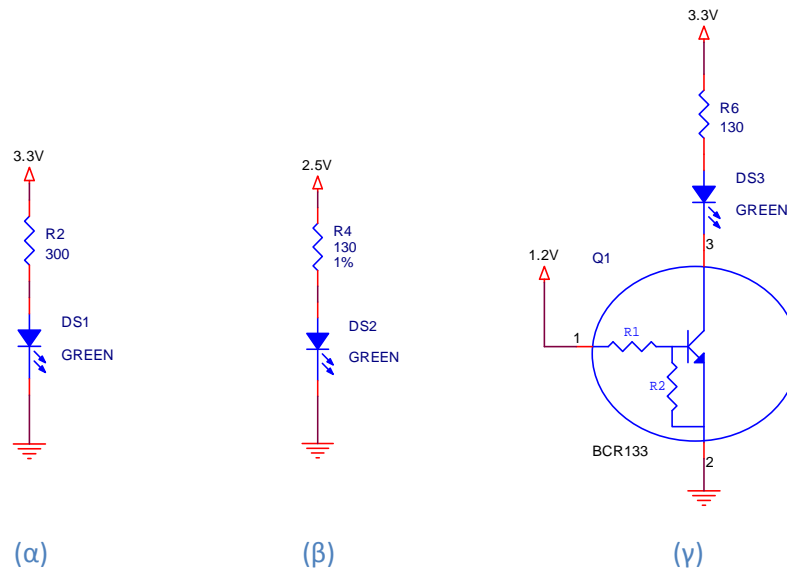 3.3V
R2
300
DS1
GREEN
(α)
2.5V
R4
130
1%
DS2
GREEN
(β)
3.3V
R6
130
DS3
GREEN
3
1.2V
Q1
1
R1
R2
BCR133
2
(γ)